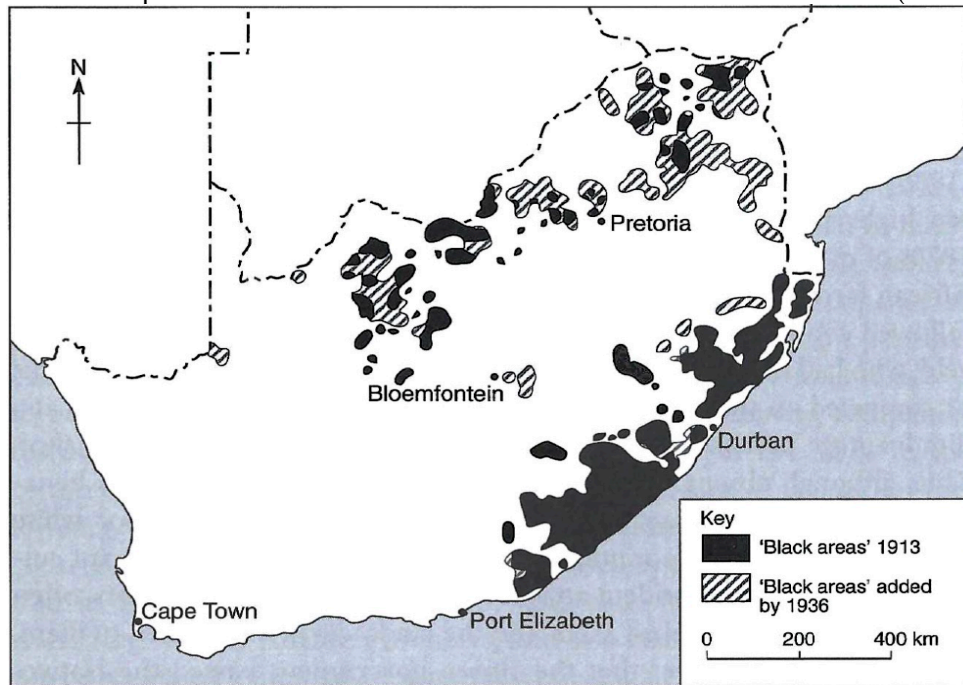 N
Pretoria
Bloemfontein
Durban
Cape Town
Port Elizabeth
Key
'Black areas' 1913
'Black areas' added
by 1936
0 200 400 km